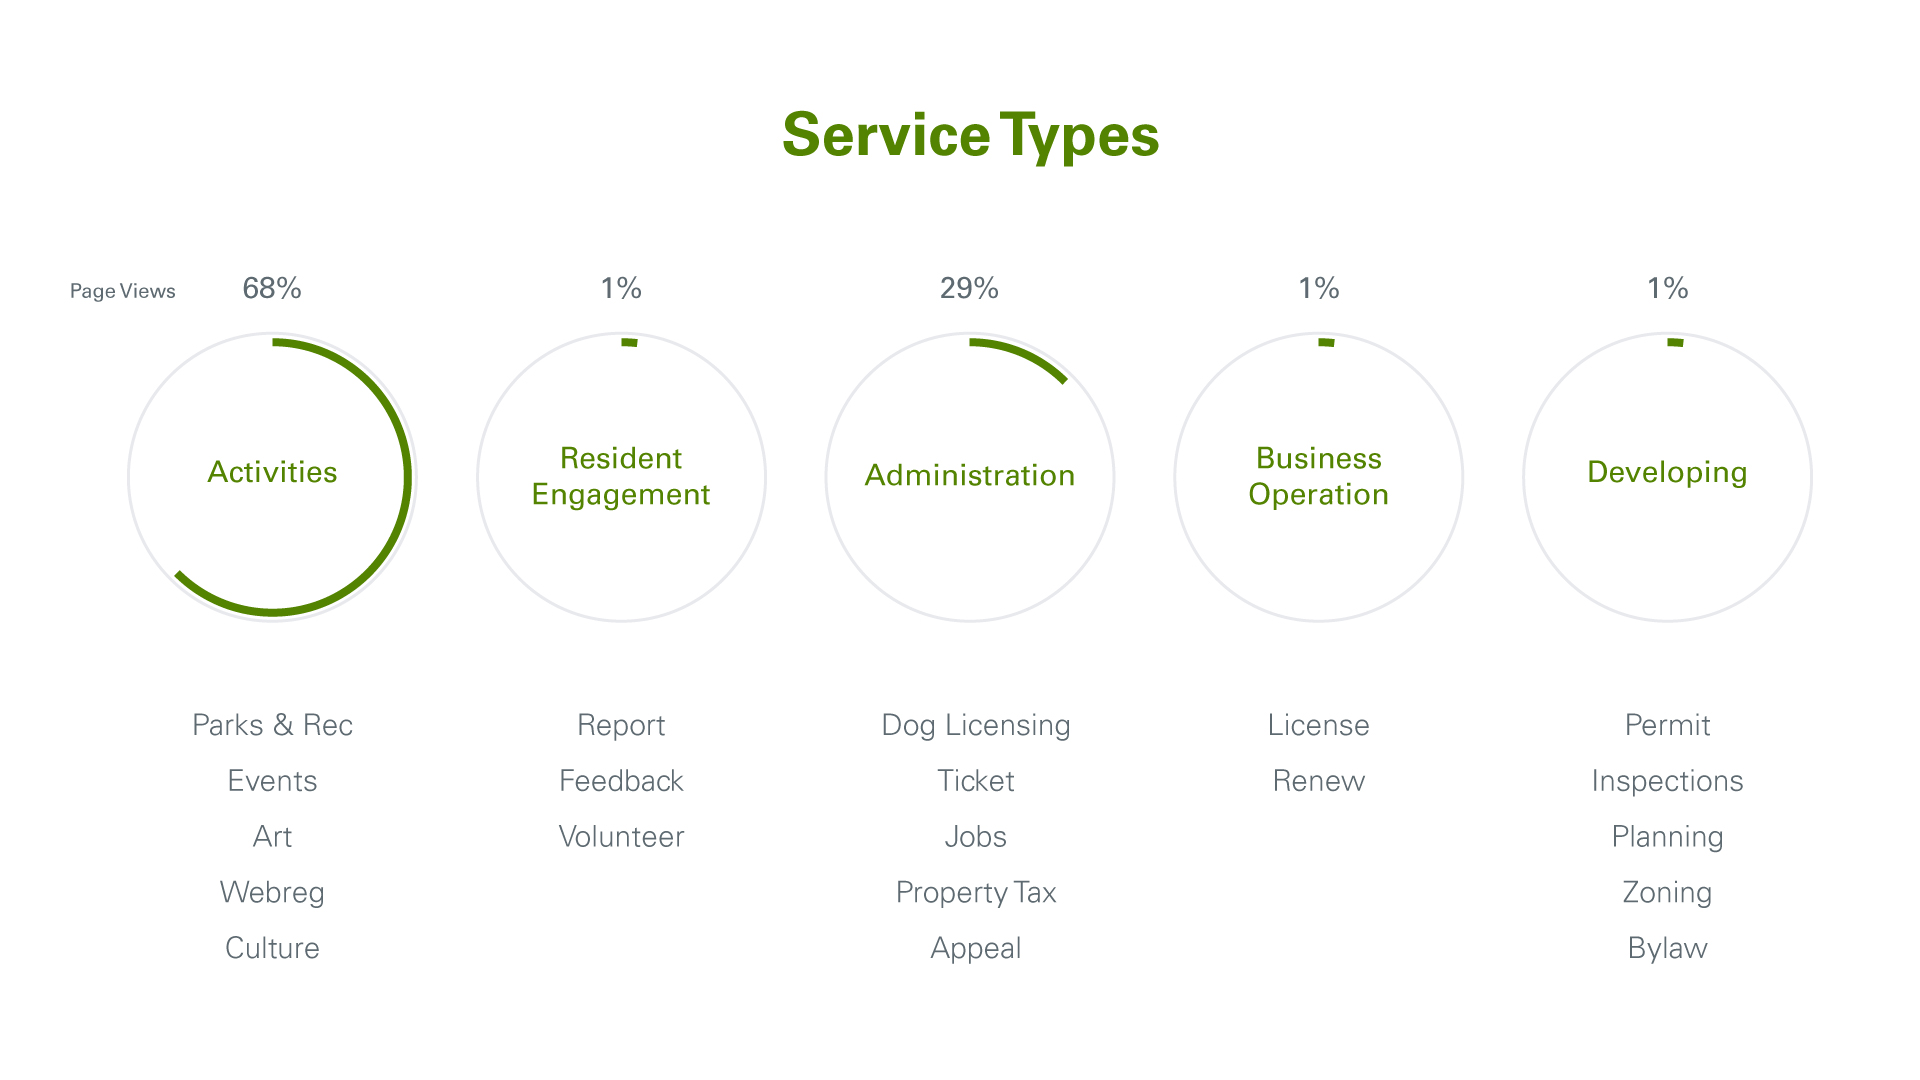 Service Types
Page Views 68% 1% 29% 1% 1%
Activities
Resident
Engagement
Administration
Business
Operation
Developing
Parks & Rec
Events
Art
Webreg
Culture
Report
Feedback
Volunteer
Dog Licensing
Ticket
Jobs
Property Tax
Appeal
License
Renew
Permit
Inspections
Planning
Zoning
Bylaw